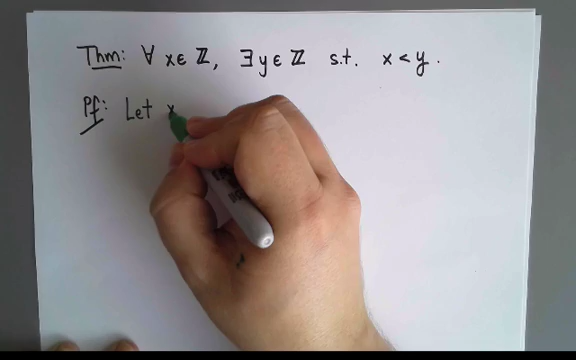 Thm: ∀ x∈ℤ, ∃y∈ℤ s.t. x<y.
Pf: Let x